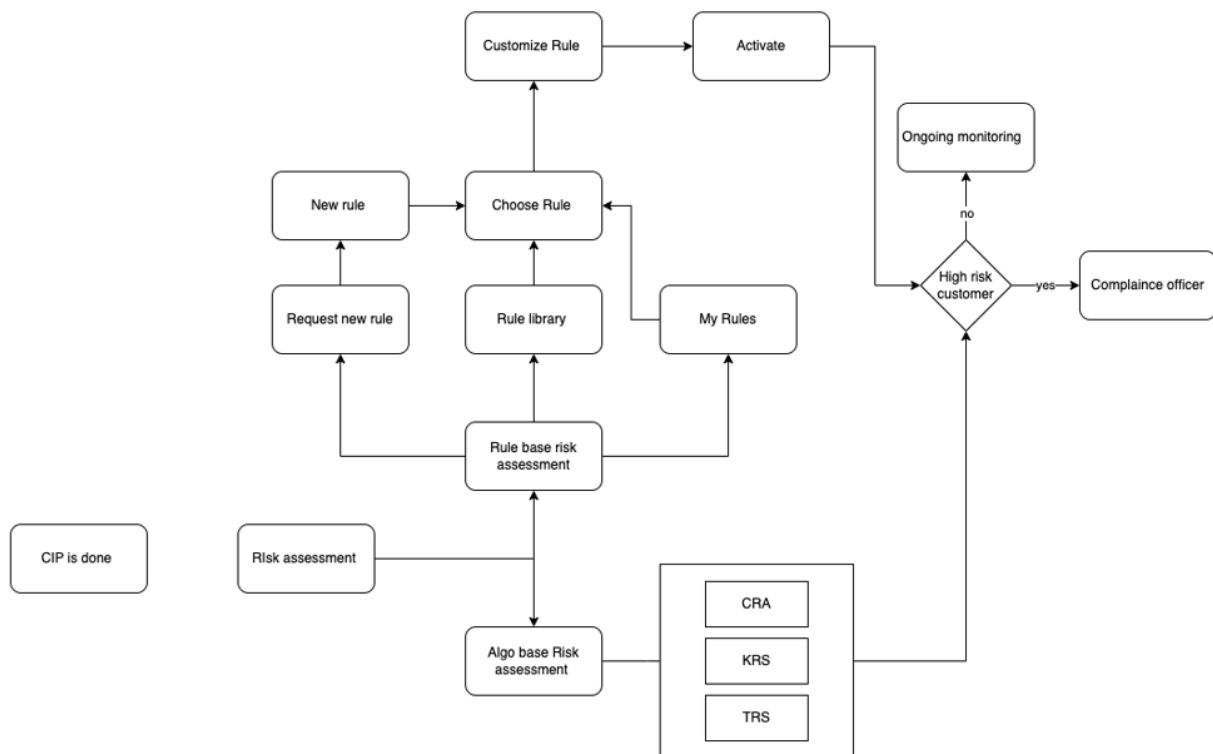 Customize Rule
Activate
Ongoing monitoring
New rule
Choose Rule
no
High risk
customer
yes
Complaince officer
Request new rule
Rule library
My Rules
Rule base risk
assessment
CIP is done
RIsk assessment
CRA
Algo base Risk
assessment
KRS
TRS